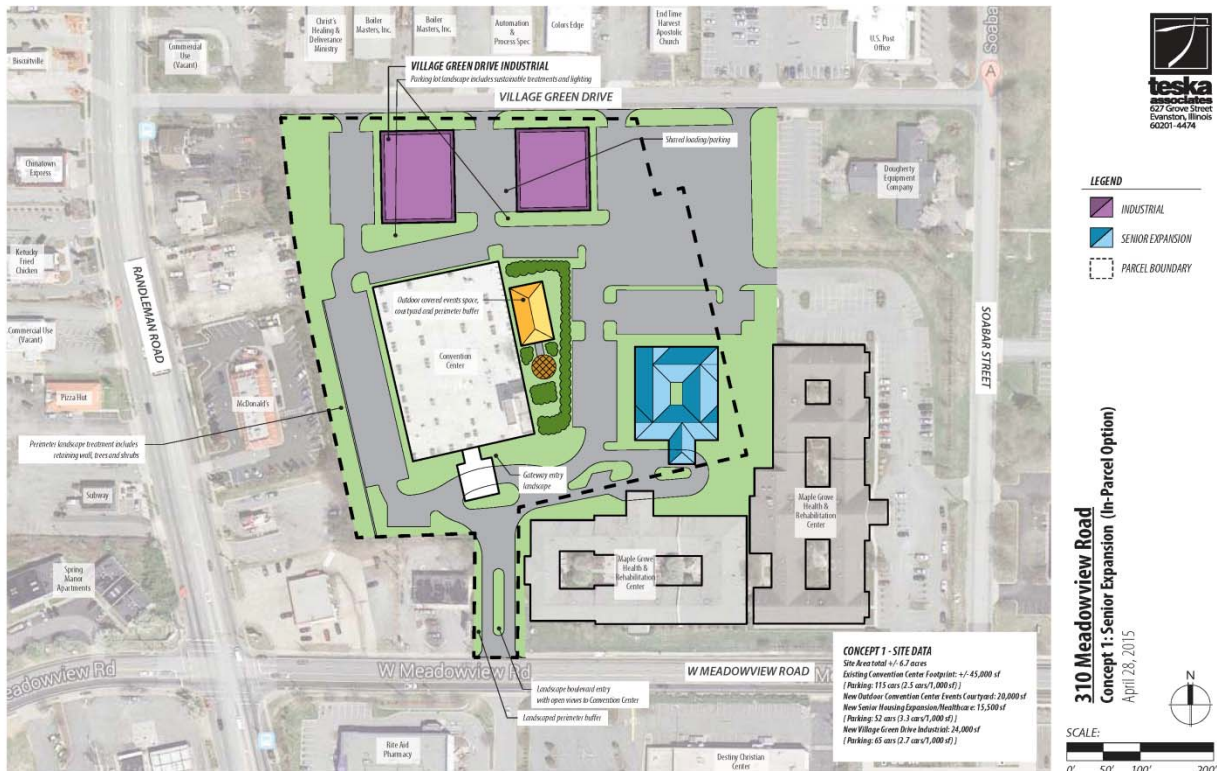 Christ's
Healing &
Deliverance
Ministry
Boiler
Masters, Inc.
Boiler
Masters, Inc.
Automation
&
Process Spec
Colors Edge
End Time
Harvest
Apostolic
Church
U.S. Post
Office
Soaba
A
Biscuitville
Commercial
Use
(Vacant)
VILLAGE GREEN DRIVE INDUSTRIAL
Parking lot landscape includes sustainable treatments and lighting
VILLAGE GREEN DRIVE
Shared loading/parking
Chinatown
Express
Dougherty
Equipment
Company
Ketucky
Fried
Chicken
RANDLEMAN ROAD
Outdoor covered events space,
courtyard and perimeter buffer
SOABAR STREET
Commercial Use
(Vacant)
Convention
Center
Pizza Hut
McDonald's
Perimeter landscape treatment includes
retaining wall, trees and shrubs
Gateway entry
landscape
Subway
Maple Grove
Health &
Rehabilitation
Center
Maple Grove
Health &
Rehabilitation
Center
Spring
Manor
Apartments
eadowview Rd
W Meadowview Rd
W MEADOWVIEW ROAD
Landscape boulevard entry
with open views to Convention Center
Landscaped perimeter buffer
Rite Aid
Pharmacy
Destiny Christian
Center
CONCEPT 1 - SITE DATA
Site Area total +/- 6.7 acres
Existing Convention Center Footprint: +/- 45,000 sf
[ Parking: 115 cars (2.5 cars/1,000 sf) ]
New Outdoor Convention Center Events Courtyard: 20,000 sf
New Senior Housing Expansion/Healthcare: 15,500 sf
[ Parking: 52 cars (3.3 cars/1,000 sf) ]
New Village Green Drive Industrial: 24,000 sf
[ Parking: 65 cars (2.7 cars/1,000 sf) ]
teska
associates
627 Grove Street
Evanston, Illinois
60201-4474
LEGEND
INDUSTRIAL
SENIOR EXPANSION
PARCEL BOUNDARY
310 Meadowview Road
Concept 1: Senior Expansion (In-Parcel Option)
April 28, 2015
N
SCALE:
0' 50' 100' 200'